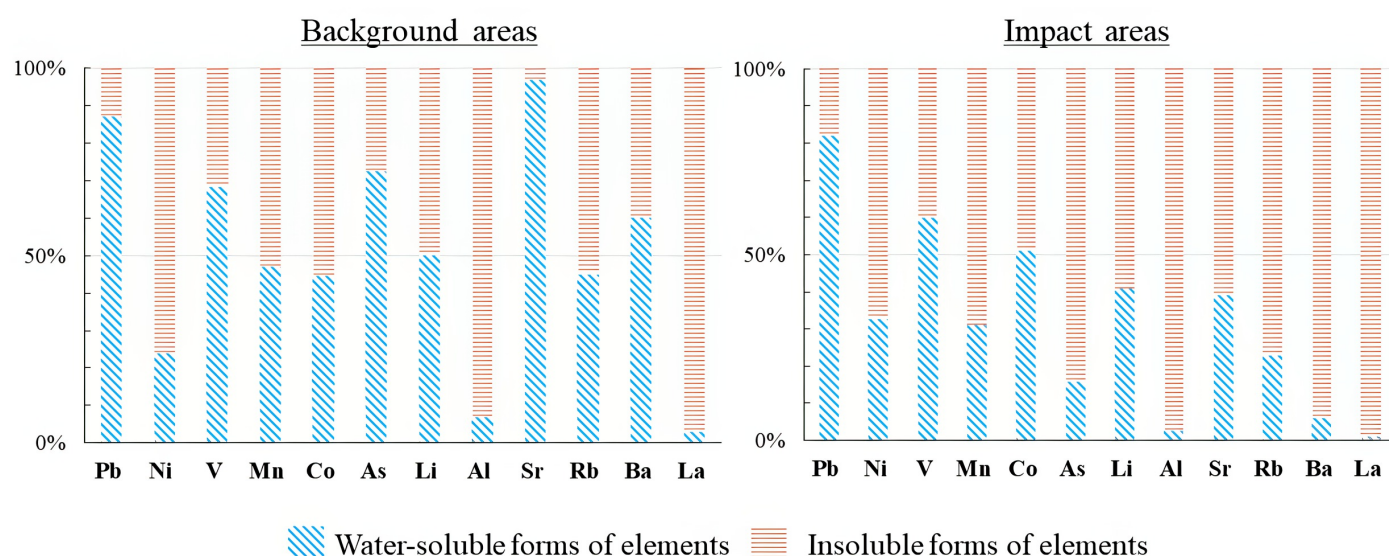 Background areas
Impact areas
100%
50%
0%
Pb Ni V Mn Co As Li Al Sr Rb Ba La
100%
50%
0%
Pb Ni V Mn Co As Li Al Sr Rb Ba La
Water-soluble forms of elements
Insoluble forms of elements